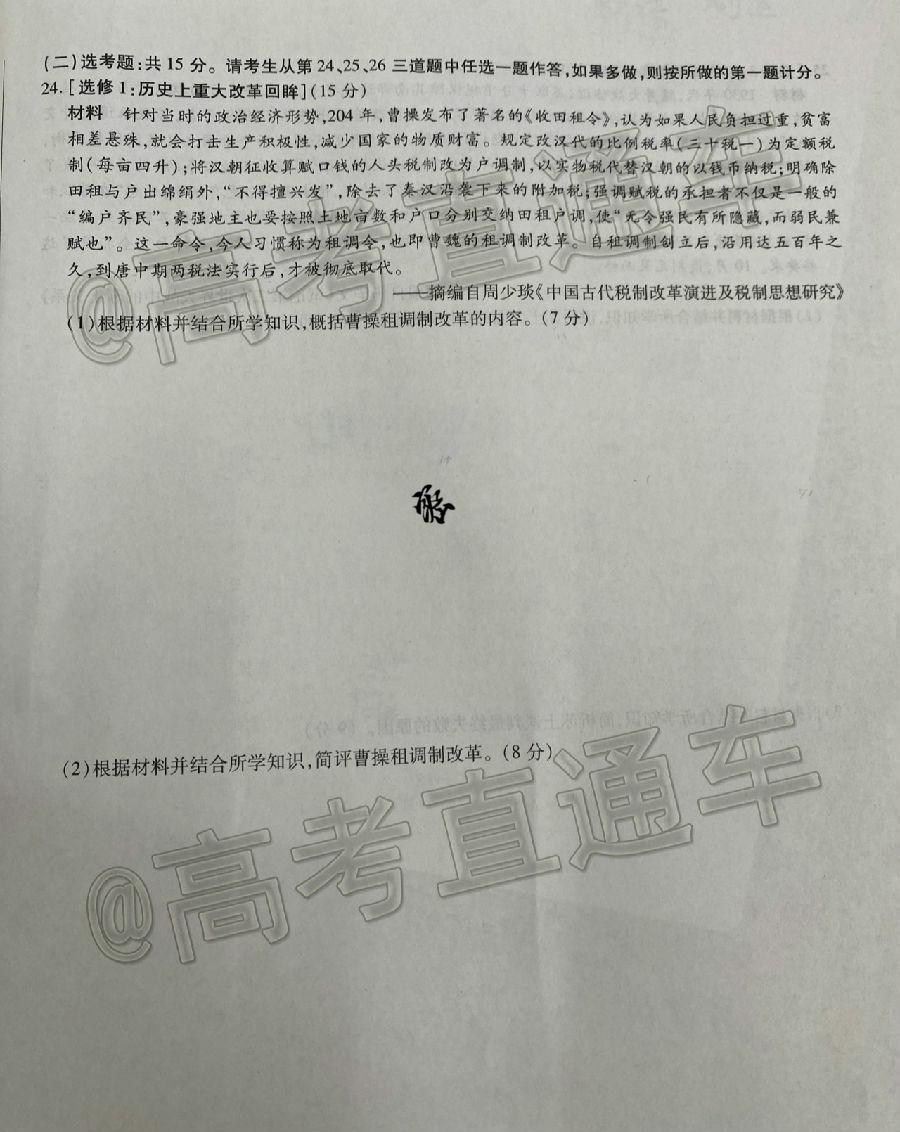 (二)选考题:共15分。请考生从第24、25、26三道题中任选一题作答,如果多做,则按所做的第一题计分。
24.[选修1:历史上重大改革回眸](15分)
材料 针对当时的政治经济形势,204年,曹操发布了著名的《收田租令》,认为如果人民负担过重,贫富
相差悬殊,就会打击生产积极性,减少国家的物质财富。规定改汉代的比例税率(三十税一)为定额税
制(每亩四升);将汉朝征收算赋口钱的人头税制改为户调制,以实物税代替汉朝的以钱币纳税;明确除
田租与户出绵绢外,“不得擅兴发”,除去了秦汉沿袭下来的附加税;强调赋税的承担者不仅是一般的
“编户齐民”,豪强地主也要按照土地亩数和户口分别交纳田租户调,使“无令强民有所隐藏,而弱民兼
赋也”。这一命令,今人习惯称为租调令,也即曹魏的租调制改革。自租调制创立后,沿用达五百年之
久,到唐中期两税法实行后,才被彻底取代。
——摘编自周少琰《中国古代税制改革演进及税制思想研究》
(1)根据材料并结合所学知识,概括曹操租调制改革的内容。(7分)
(2)根据材料并结合所学知识,简评曹操租调制改革。(8分)
@高考直通车
@高考直通车